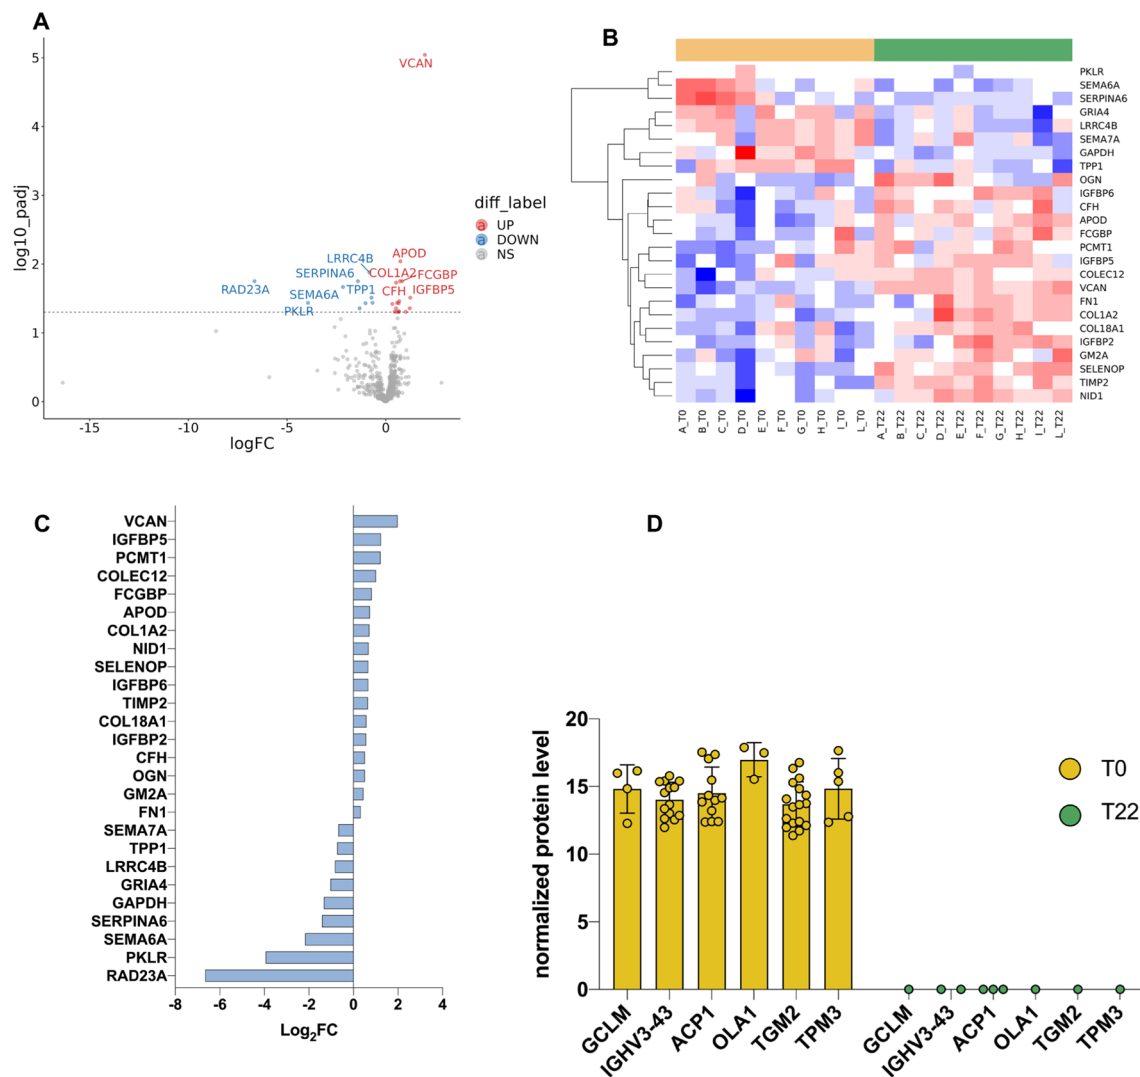 A
5
4
3
2
1
0
-15
-10
-5
0
logFC
log10_padj
VCAN
APOD
LRRC4B
COL1A2
FCGBP
SERPINA6
RAD23A
SEMA6A
TPP1
CFH
IGFBP5
PKLR
diff_label
a UP
a DOWN
a NS
B
PKLR
SEMA6A
SERPINA6
GRIA4
LRRC4B
SEMA7A
GAPDH
TPP1
OGN
IGFBP6
CFH
APOD
FCGBP
PCMT1
IGFBP5
COLEC12
VCAN
FN1
COL1A2
COL18A1
IGFBP2
GM2A
SELENOP
TIMP2
NID1
A_T0
B_T0
C_T0
D_T0
E_T0
F_T0
G_T0
H_T0
I_T0
L_T0
A_T22
B_T22
C_T22
D_T22
E_T22
F_T22
G_T22
H_T22
I_T22
L_T22
C
VCAN
IGFBP5
PCMT1
COLEC12
FCGBP
APOD
COL1A2
NID1
SELENOP
IGFBP6
TIMP2
COL18A1
IGFBP2
CFH
OGN
GM2A
FN1
SEMA7A
TPP1
LRRC4B
GRIA4
GAPDH
SERPINA6
SEMA6A
PKLR
RAD23A
-8
-6
-4
-2
0
2
4
Log2FC
D
normalized protein level
20
15
10
5
0
GCLM
IGHV3-43
ACP1
OLA1
TGM2
TPM3
GCLM
IGHV3-43
ACP1
OLA1
TGM2
TPM3
T0
T22